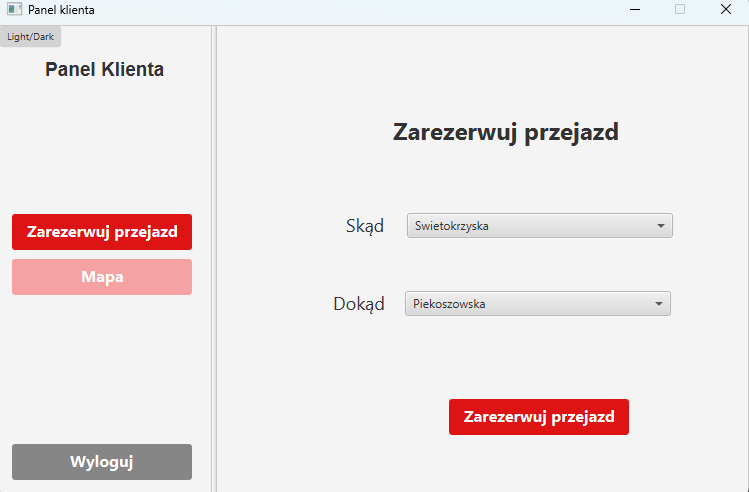 Panel klienta
Light/Dark
Panel Klienta
Zarezerwuj przejazd
Mapa
Wyloguj
Zarezerwuj przejazd
Skąd
Swietokrzyska
Dokąd
Piekoszowska
Zarezerwuj przejazd